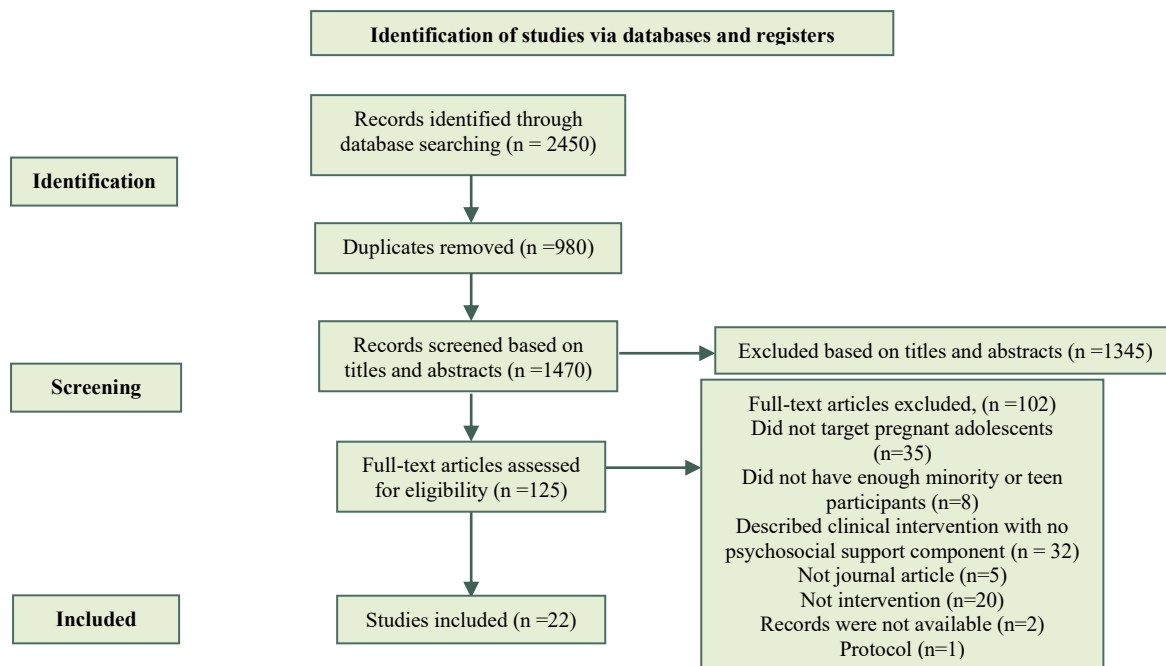 Identification of studies via databases and registers
Records identified through
database searching (n = 2450)
Identification
Duplicates removed (n =980)
Records screened based on
titles and abstracts (n =1470)
Excluded based on titles and abstracts (n =1345)
Screening
Full-text articles assessed
for eligibility (n =125)
Full-text articles excluded, (n =102)
Did not target pregnant adolescents
(n=35)
Did not have enough minority or teen
participants (n=8)
Described clinical intervention with no
psychosocial support component (n = 32)
Not journal article (n=5)
Not intervention (n=20)
Records were not available (n=2)
Protocol (n=1)
Included
Studies included (n =22)